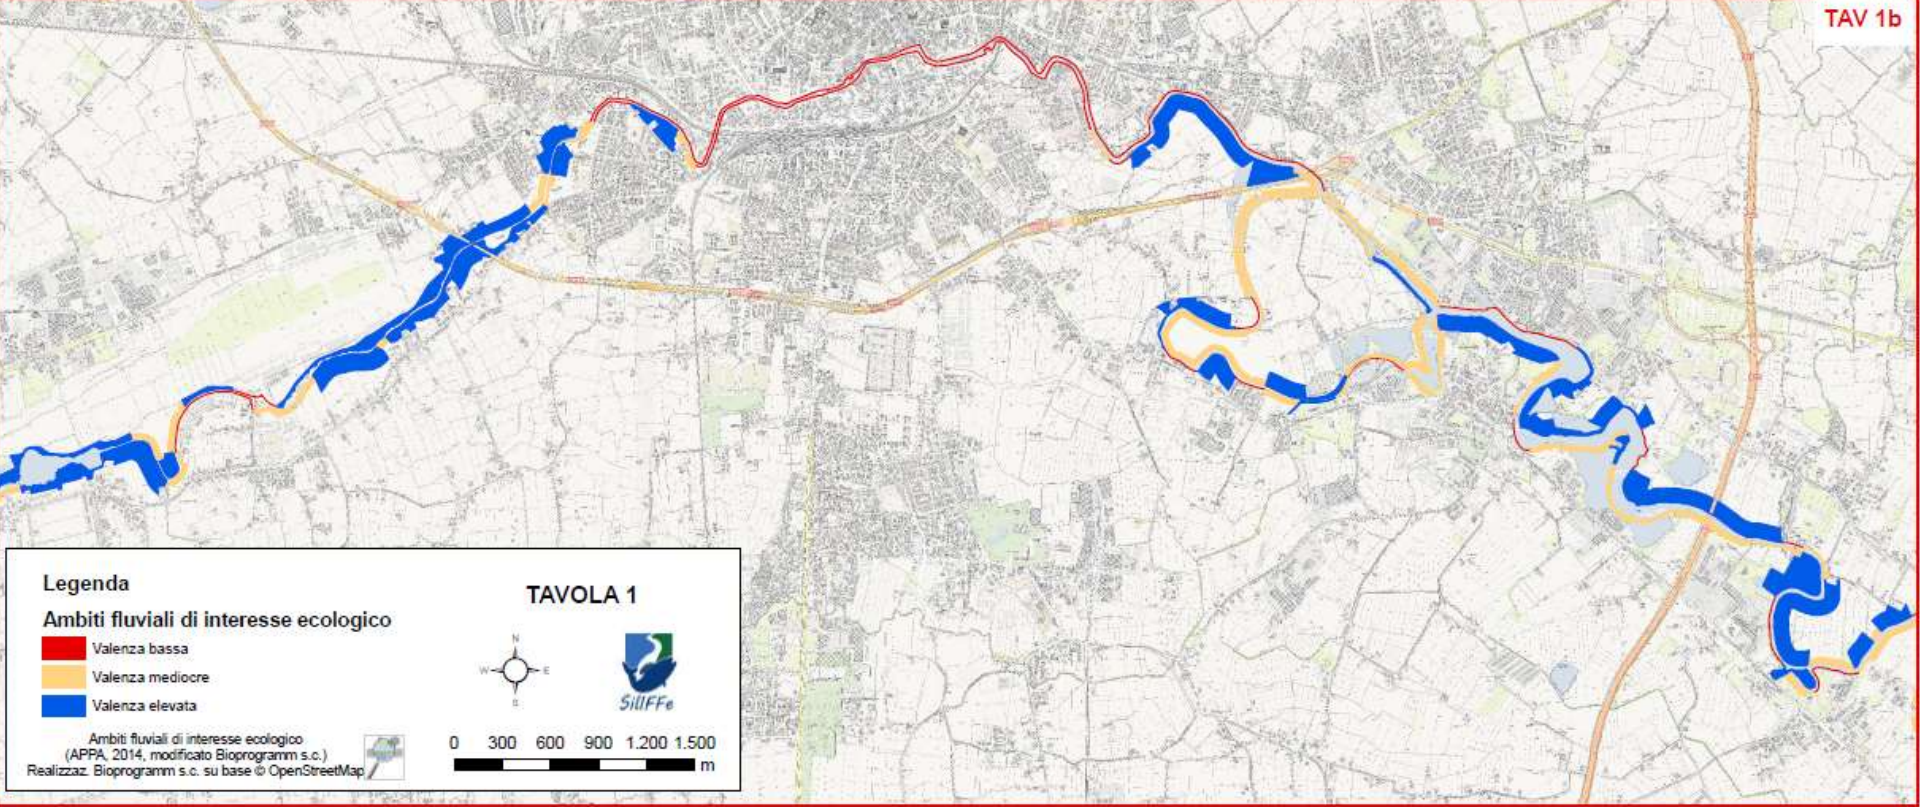 TAV 1b
Legenda
TAVOLA 1
Ambiti fluviali di interesse ecologico
Valenza bassa
Valenza mediocre
Valenza elevata
N
W
E
S
SilIFFe
Ambiti fluviali di interesse ecologico
(APPA, 2014, modificato Bioprogramm s.c.)
Realizzaz. Bioprogramm s.c. su base © OpenStreetMap
0 300 600 900 1.200 1.500
m